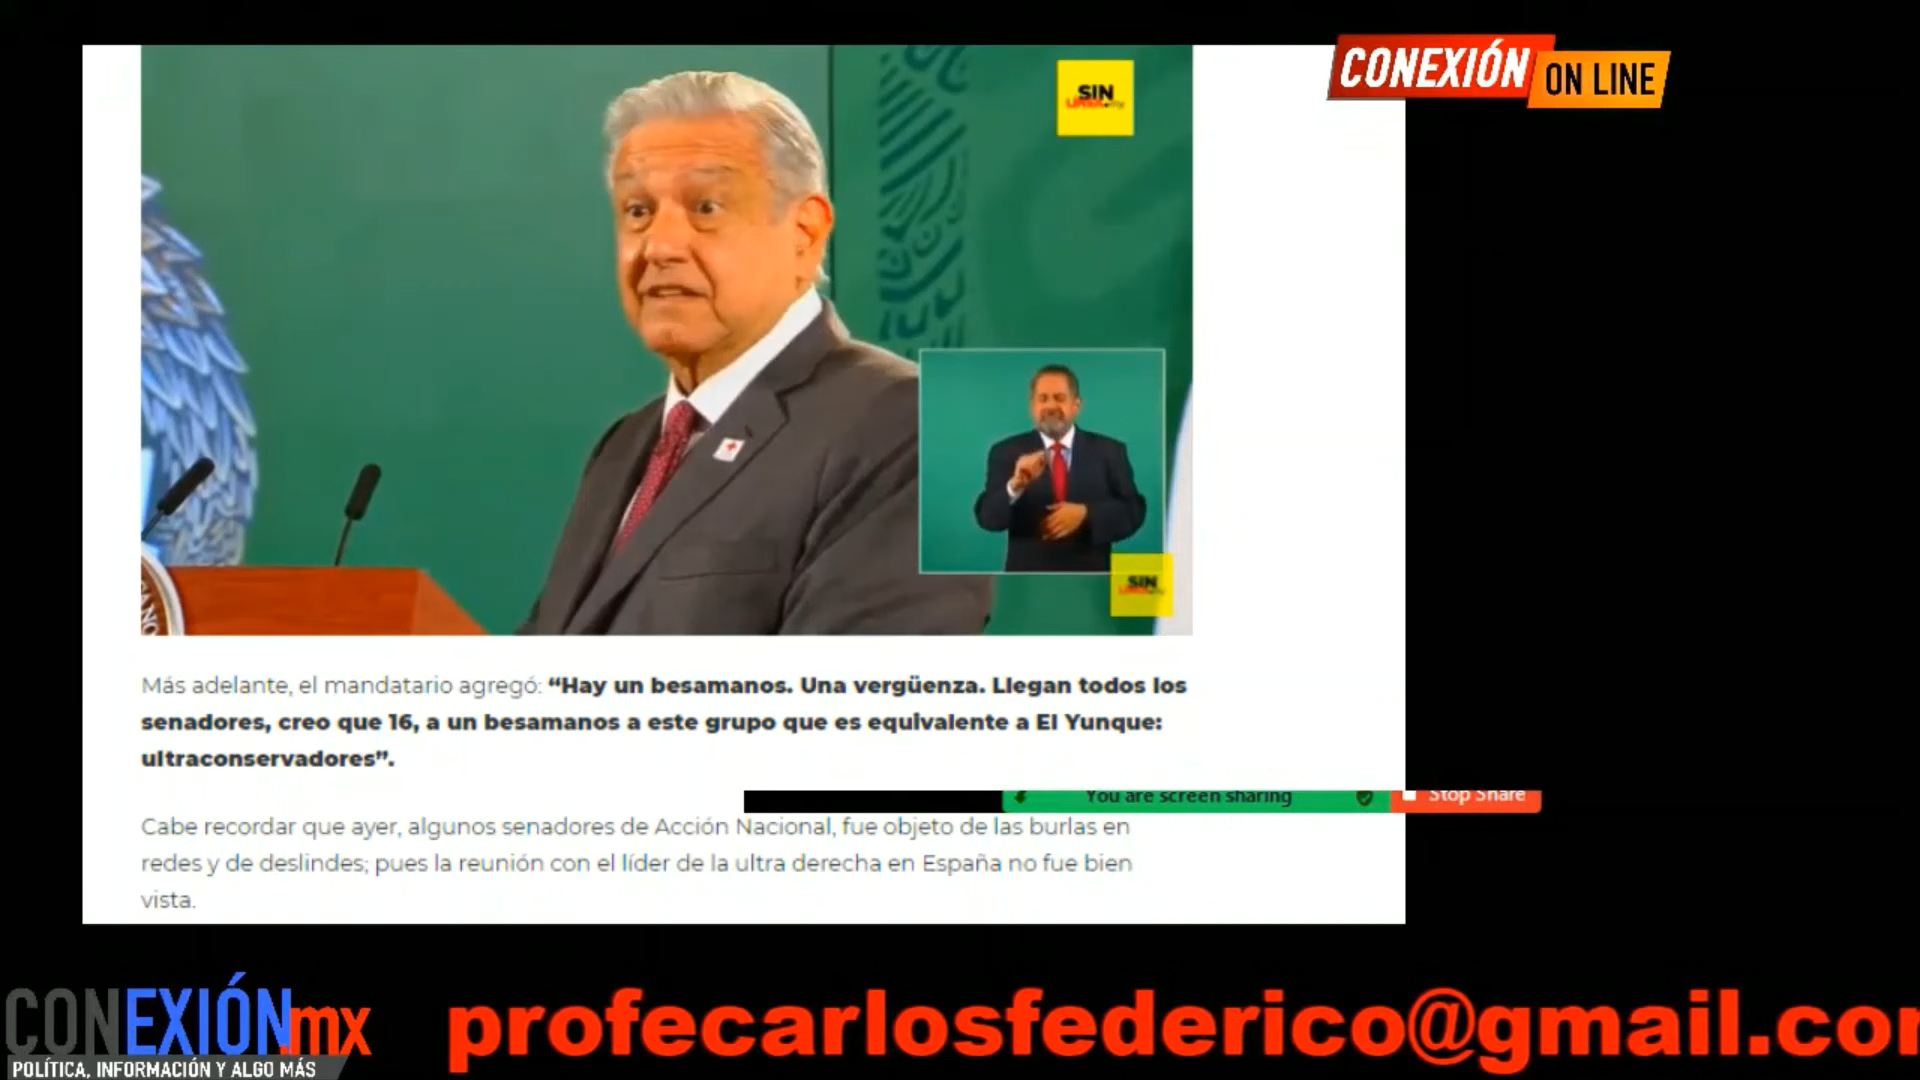 CONEXIÓN
ON LINE
SIN
Más adelante, el mandatario agregó: “Hay un besamanos. Una vergüenza. Llegan todos los
senadores, creo que 16, a un besamanos a este grupo que es equivalente a El Yunque:
ultraconservadores”.
You are screen sharing
Stop Share
Cabe recordar que ayer, algunos senadores de Acción Nacional, fue objeto de las burlas en
redes y de deslindes; pues la reunión con el líder de la ultra derecha en España no fue bien
vista.
SIN
ANO
CONEXIÓN.mx
POLÍTICA, INFORMACIÓN Y ALGO MÁS
profecarlosfederico@gmail.co